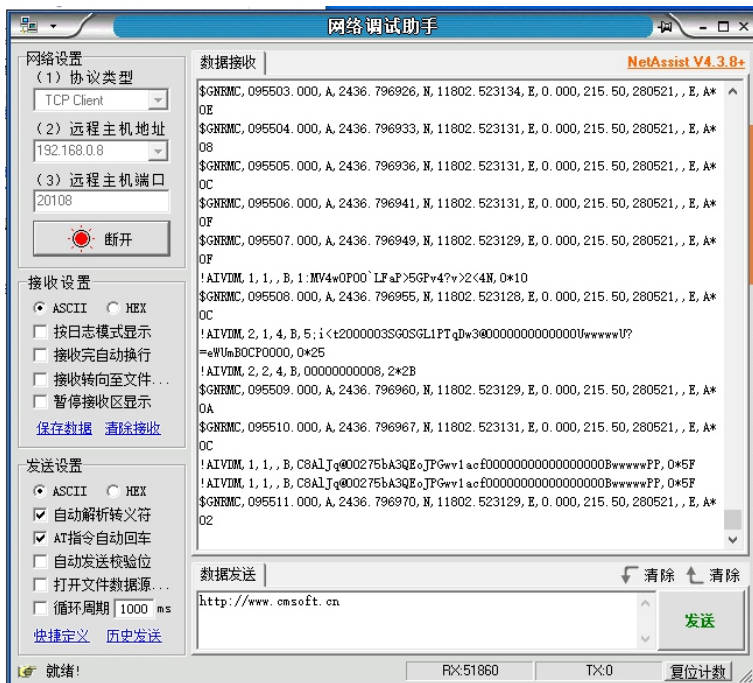 网络调试助手
网络设置
(1) 协议类型
TCP Client
(2) 远程主机地址
192.168.0.8
(3) 远程主机端口
20108
断开
接收设置
ASCII
HEX
按日志模式显示
接收完自动换行
接收转向至文件...
暂停接收区显示
保存数据 清除接收
发送设置
ASCII
HEX
自动解析转义符
AT指令自动回车
自动发送校验位
打开文件数据源...
循环周期 1000 ms
快捷定义 历史发送
数据接收
NetAssist V4.3.8+
$GNRMC,095503.000,A,2436.796926,N,11802.523134,E,0.000,215.50,280521,,E,A*
0E
$GNRMC,095504.000,A,2436.796933,N,11802.523131,E,0.000,215.50,280521,,E,A*
08
$GNRMC,095505.000,A,2436.796936,N,11802.523131,E,0.000,215.50,280521,,E,A*
0C
$GNRMC,095506.000,A,2436.796941,N,11802.523131,E,0.000,215.50,280521,,E,A*
0F
$GNRMC,095507.000,A,2436.796949,N,11802.523129,E,0.000,215.50,280521,,E,A*
0F
!AIVDM,1,1,,B,1:MV4wOP00`LFaP>5GPv4?v>2<4N,0*10
$GNRMC,095508.000,A,2436.796955,N,11802.523128,E,0.000,215.50,280521,,E,A*
0C
!AIVDM,2,1,4,B,5;i<t2000003SG0SGL1PTqDw3@0000000000000UwwwwwU?
=eWUmB0CP0000,0*25
!AIVDM,2,2,4,B,00000000008,2*2B
$GNRMC,095509.000,A,2436.796960,N,11802.523129,E,0.000,215.50,280521,,E,A*
0A
$GNRMC,095510.000,A,2436.796967,N,11802.523131,E,0.000,215.50,280521,,E,A*
0C
!AIVDM,1,1,,B,C8AlJq@00275bA3QEoJPGwv1acf00000000000000000BwwwwwPP,0*5F
!AIVDM,1,1,,B,C8AlJq@00275bA3QEoJPGwv1acf00000000000000000BwwwwwPP,0*5F
$GNRMC,095511.000,A,2436.796970,N,11802.523129,E,0.000,215.50,280521,,E,A*
02
数据发送
清除 清除
http://www.cmsoft.cn
发送
就绪!
RX:51860
TX:0
复位计数